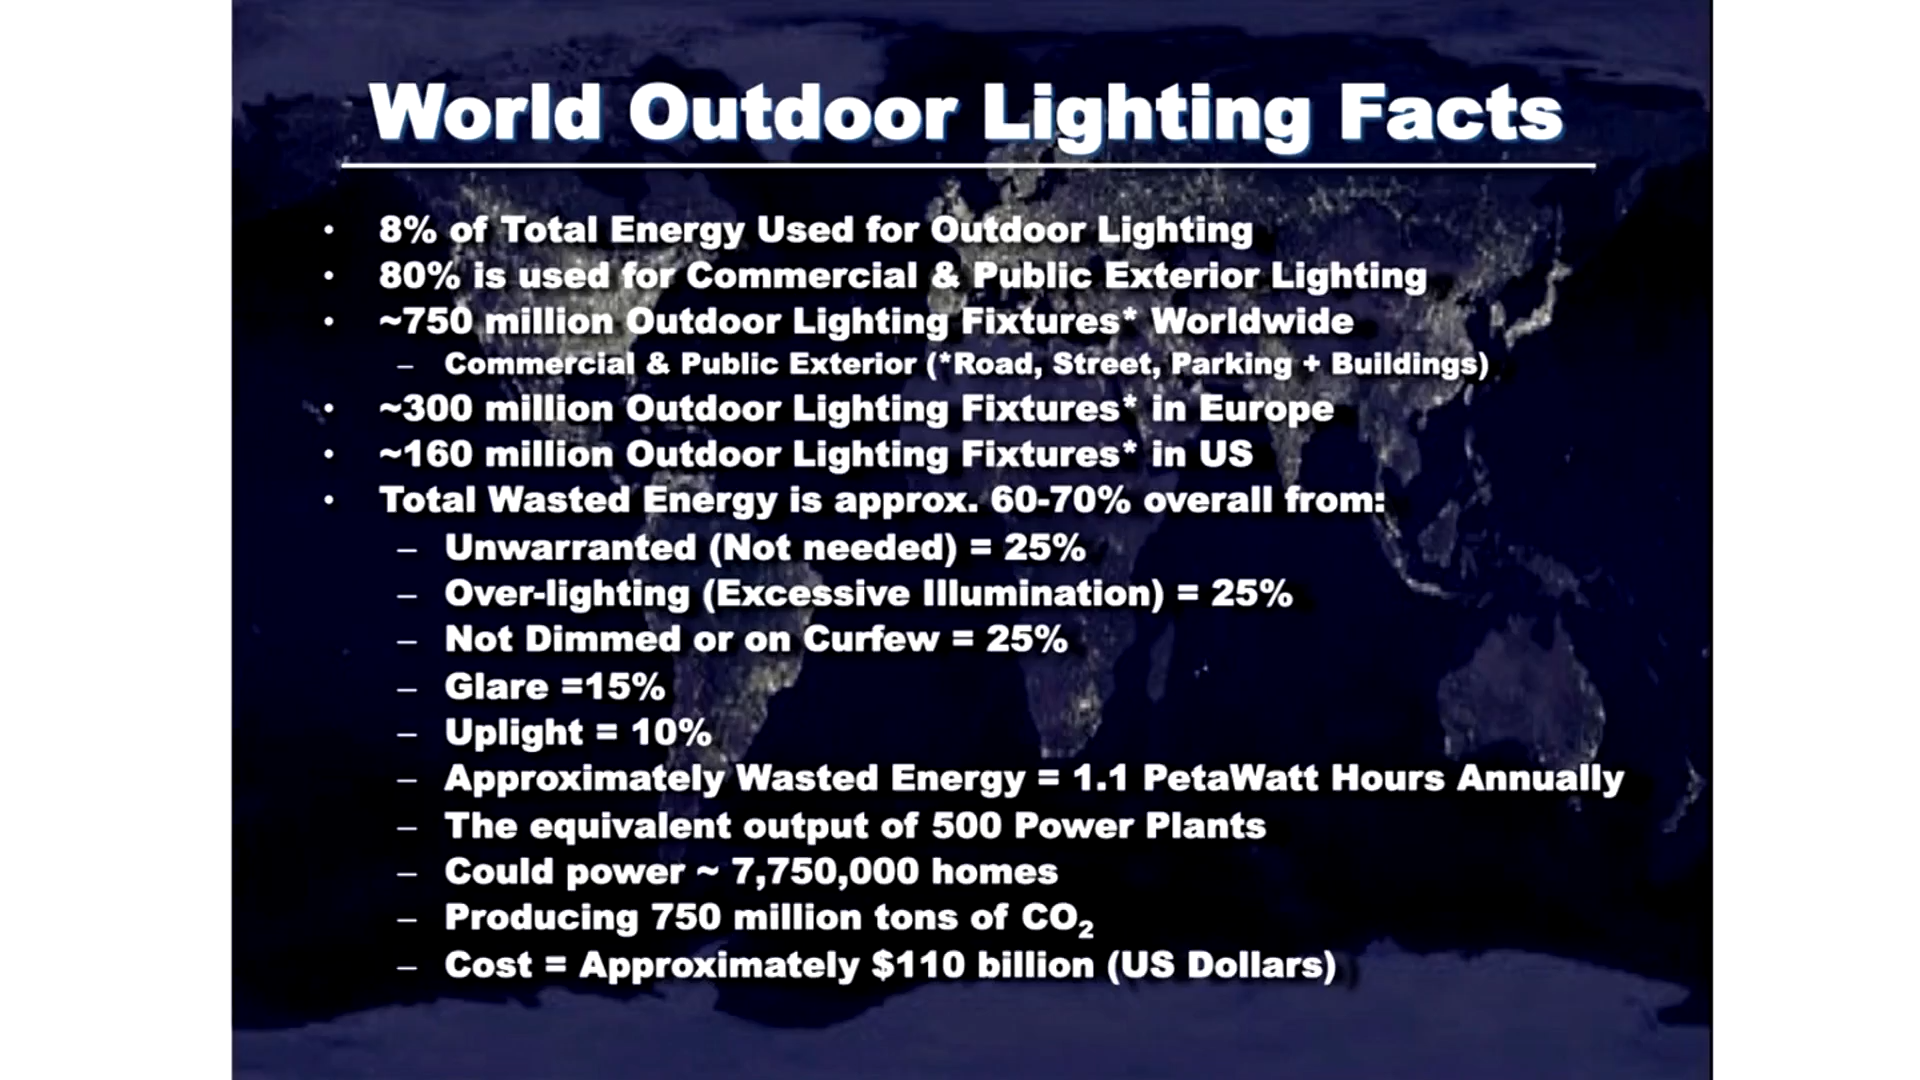 World Outdoor Lighting Facts
• 8% of Total Energy Used for Outdoor Lighting
• 80% is used for Commercial & Public Exterior Lighting
• ~750 million Outdoor Lighting Fixtures* Worldwide
– Commercial & Public Exterior (*Road, Street, Parking + Buildings)
• ~300 million Outdoor Lighting Fixtures* in Europe
• ~160 million Outdoor Lighting Fixtures* in US
• Total Wasted Energy is approx. 60-70% overall from:
– Unwarranted (Not needed) = 25%
– Over-lighting (Excessive Illumination) = 25%
– Not Dimmed or on Curfew = 25%
– Glare =15%
– Uplight = 10%
– Approximately Wasted Energy = 1.1 PetaWatt Hours Annually
– The equivalent output of 500 Power Plants
– Could power ~ 7,750,000 homes
– Producing 750 million tons of CO₂
– Cost = Approximately $110 billion (US Dollars)